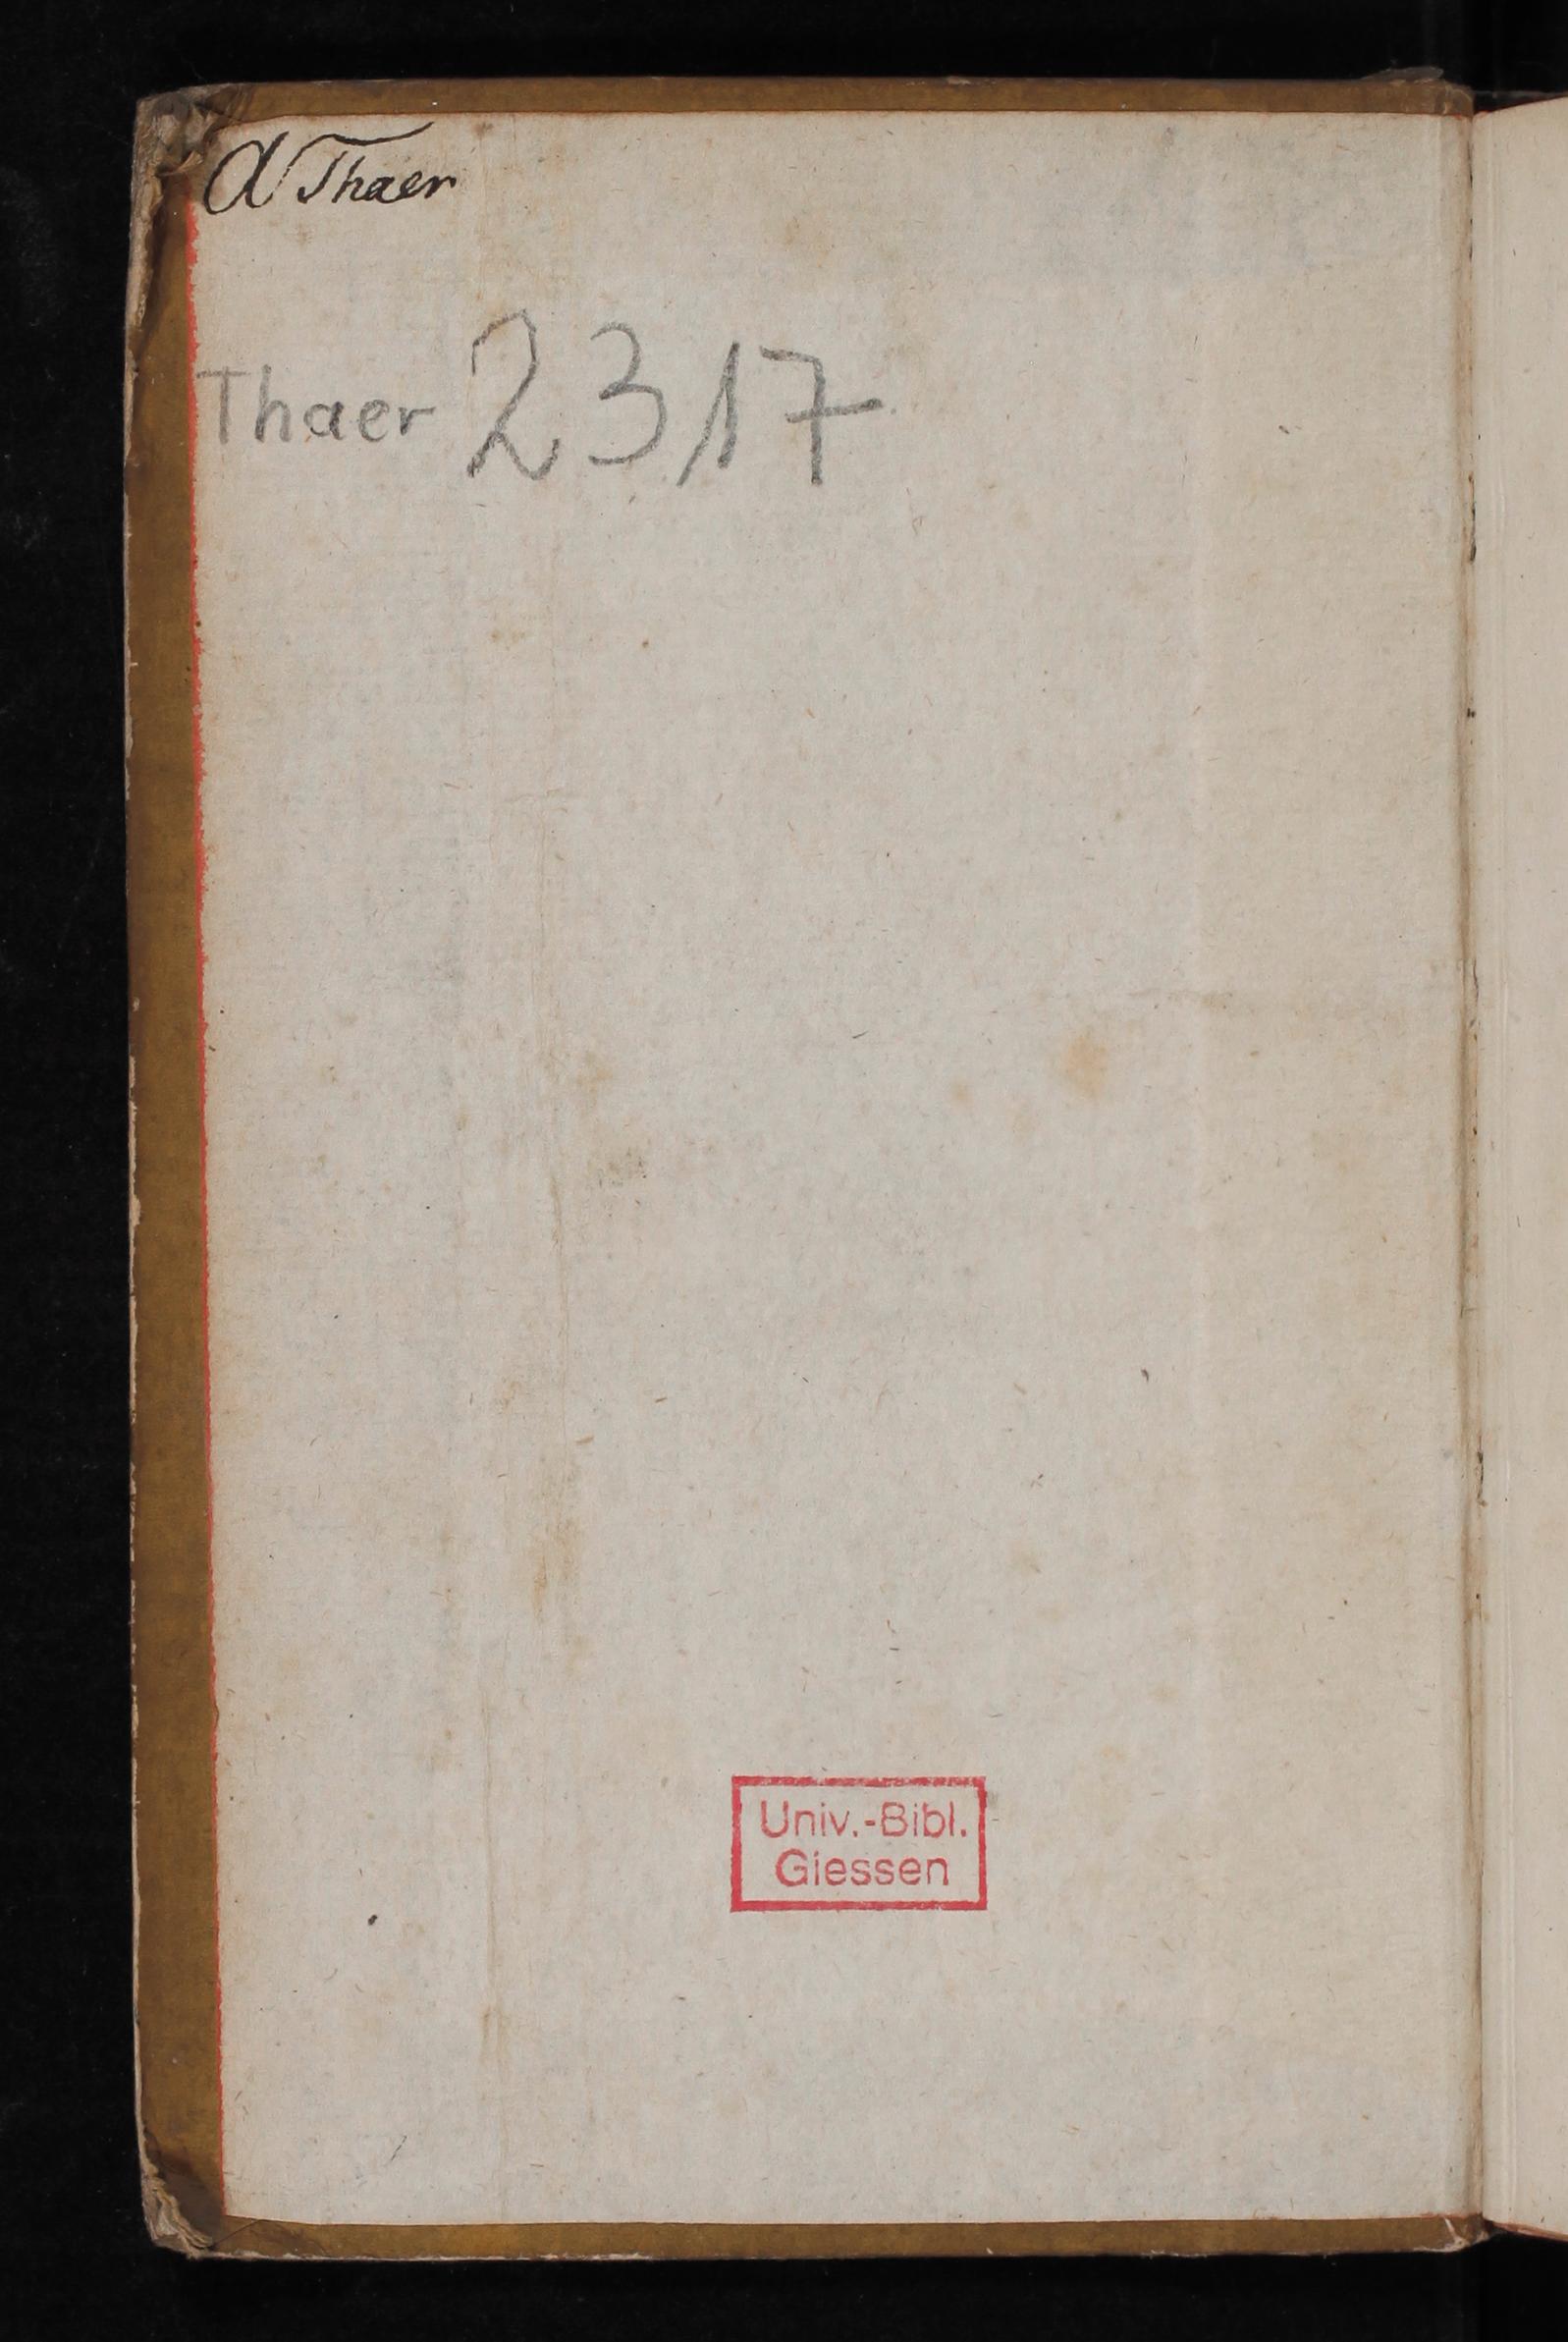 A Thaer
Thaer 2317
Univ.-Bibl.
Giessen